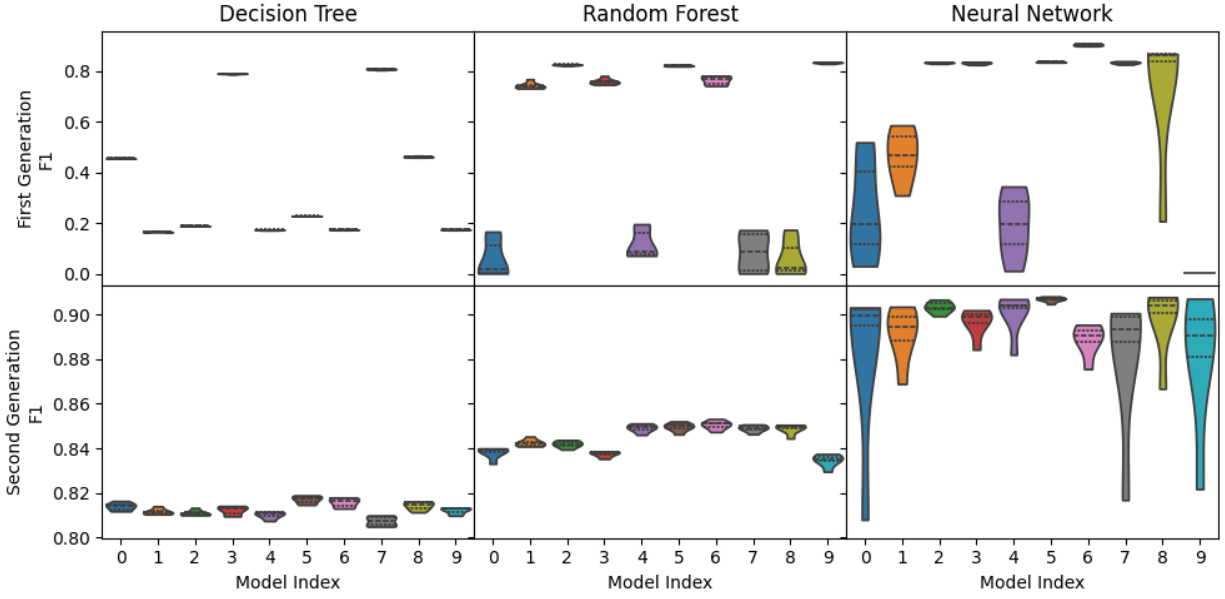 Decision Tree Random Forest Neural Network
First Generation
F1
0.8
0.6
0.4
0.2
0.0
Second Generation
F1
0.90
0.88
0.86
0.84
0.82
0.80
0 1 2 3 4 5 6 7 8 9 0 1 2 3 4 5 6 7 8 9 0 1 2 3 4 5 6 7 8 9
Model Index Model Index Model Index